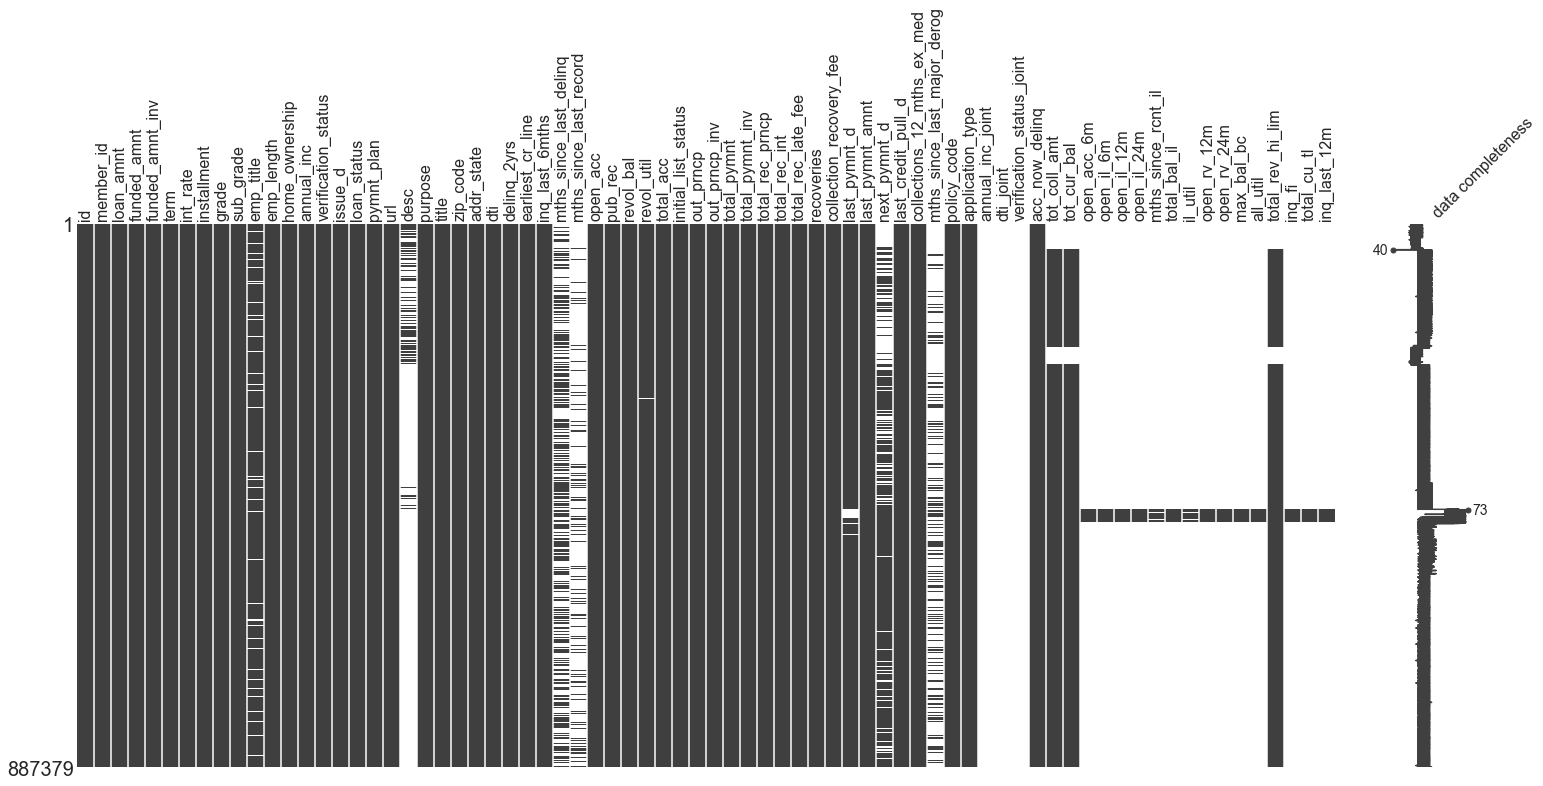 id
member_id
loan_amnt
funded_amnt
funded_amnt_inv
term
int_rate
installment
grade
sub_grade
emp_title
emp_length
home_ownership
annual_inc
verification_status
issue_d
loan_status
pymnt_plan
url
desc
purpose
title
zip_code
addr_state
dti
delinq_2yrs
earliest_cr_line
inq_last_6mths
mths_since_last_delinq
mths_since_last_record
open_acc
pub_rec
revol_bal
revol_util
total_acc
initial_list_status
out_prncp
out_prncp_inv
total_pymnt
total_pymnt_inv
total_rec_prncp
total_rec_int
total_rec_late_fee
recoveries
collection_recovery_fee
last_pymnt_d
last_pymnt_amnt
next_pymnt_d
last_credit_pull_d
collections_12_mths_ex_med
mths_since_last_major_derog
policy_code
application_type
annual_inc_joint
dti_joint
verification_status_joint
acc_now_delinq
tot_coll_amt
tot_cur_bal
open_acc_6m
open_il_6m
open_il_12m
open_il_24m
mths_since_rcnt_il
total_bal_il
il_util
open_rv_12m
open_rv_24m
max_bal_bc
all_util
total_rev_hi_lim
inq_fi
total_cu_tl
inq_last_12m
data completeness
1
40
73
887379